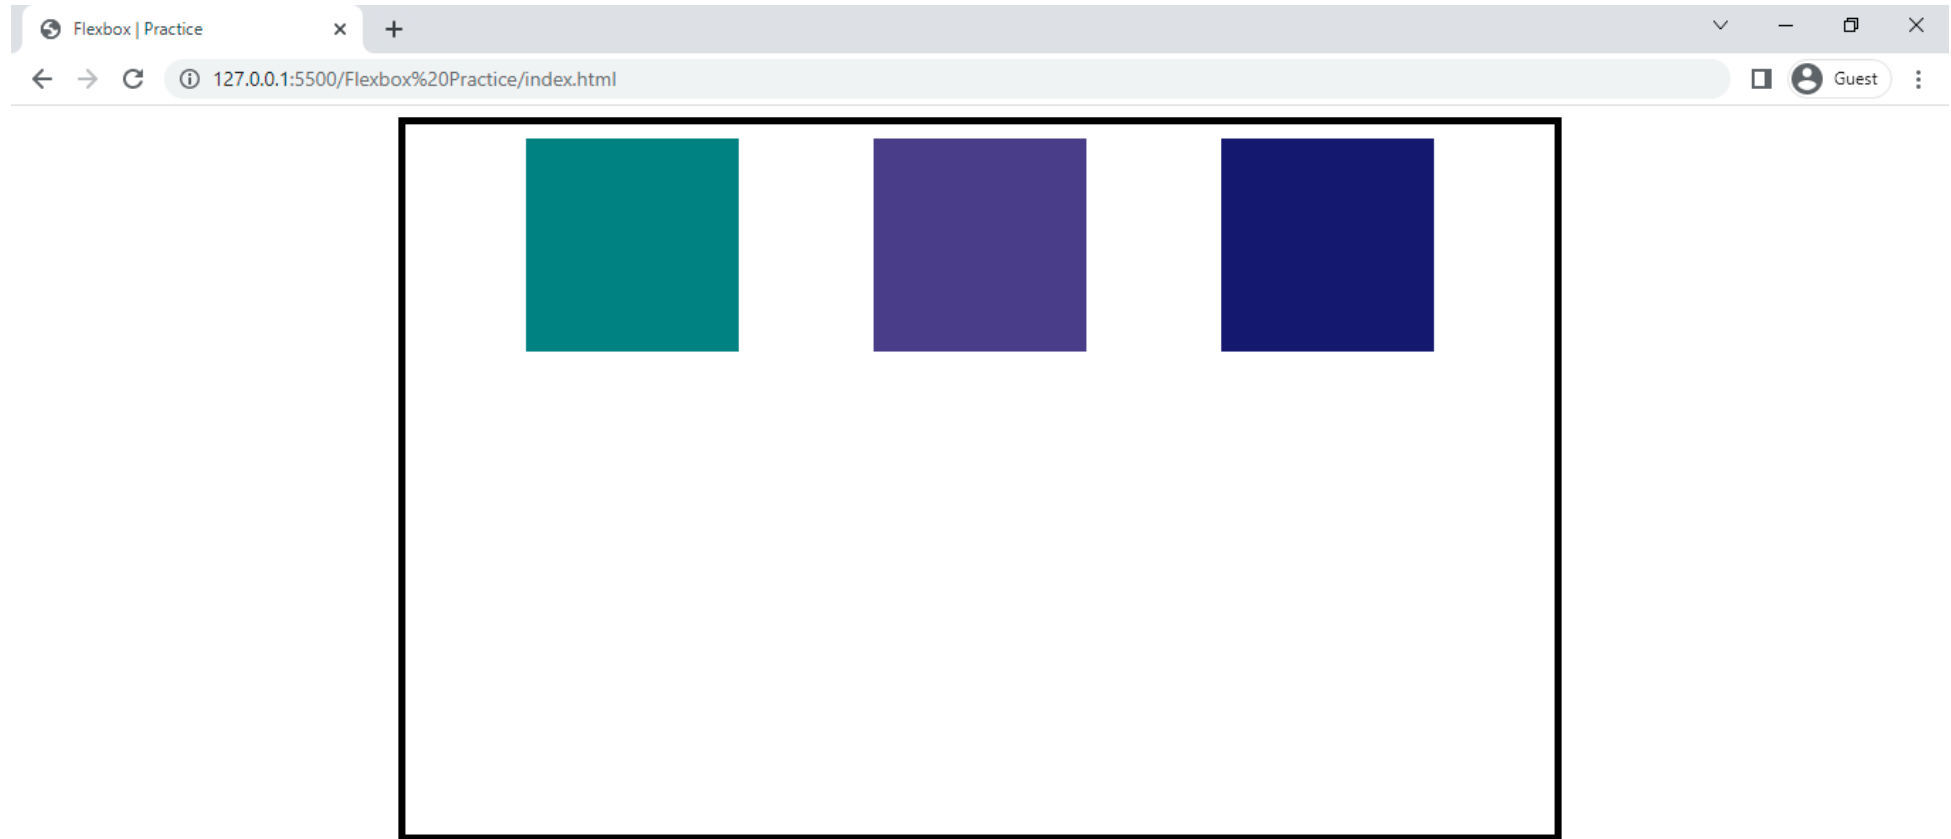 Flexbox | Practice
127.0.0.1:5500/Flexbox%20Practice/index.html
Guest